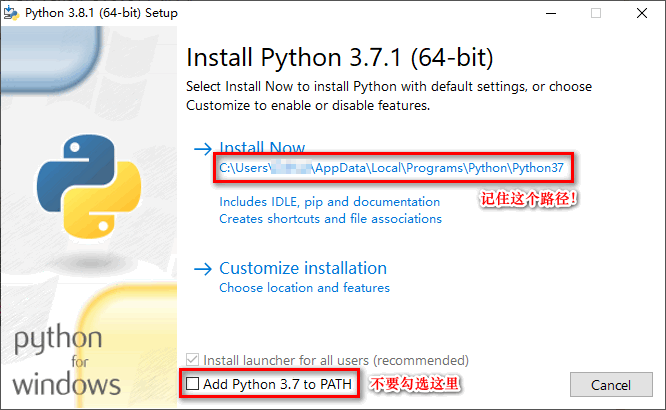 Python 3.8.1 (64-bit) Setup
Install Python 3.7.1 (64-bit)
Select Install Now to install Python with default settings, or choose
Customize to enable or disable features.
Install Now
C:\Users\ \AppData\Local\Programs\Python\Python37
记住这个路径!
Includes IDLE, pip and documentation
Creates shortcuts and file associations
Customize installation
Choose location and features
Install launcher for all users (recommended)
Add Python 3.7 to PATH
不要勾选这里
Cancel
python
for
windows